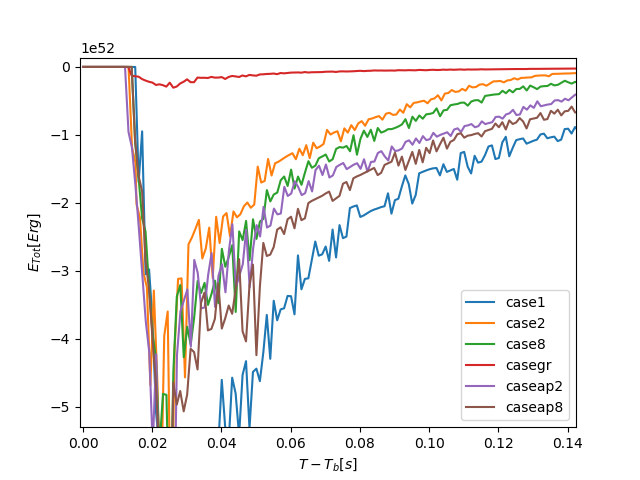 1e52
0
−1
−2
−3
−4
−5
E_Tot[Erg]
0.00 0.02 0.04 0.06 0.08 0.10 0.12 0.14
T − T_b[s]
case1
case2
case8
casegr
caseap2
caseap8